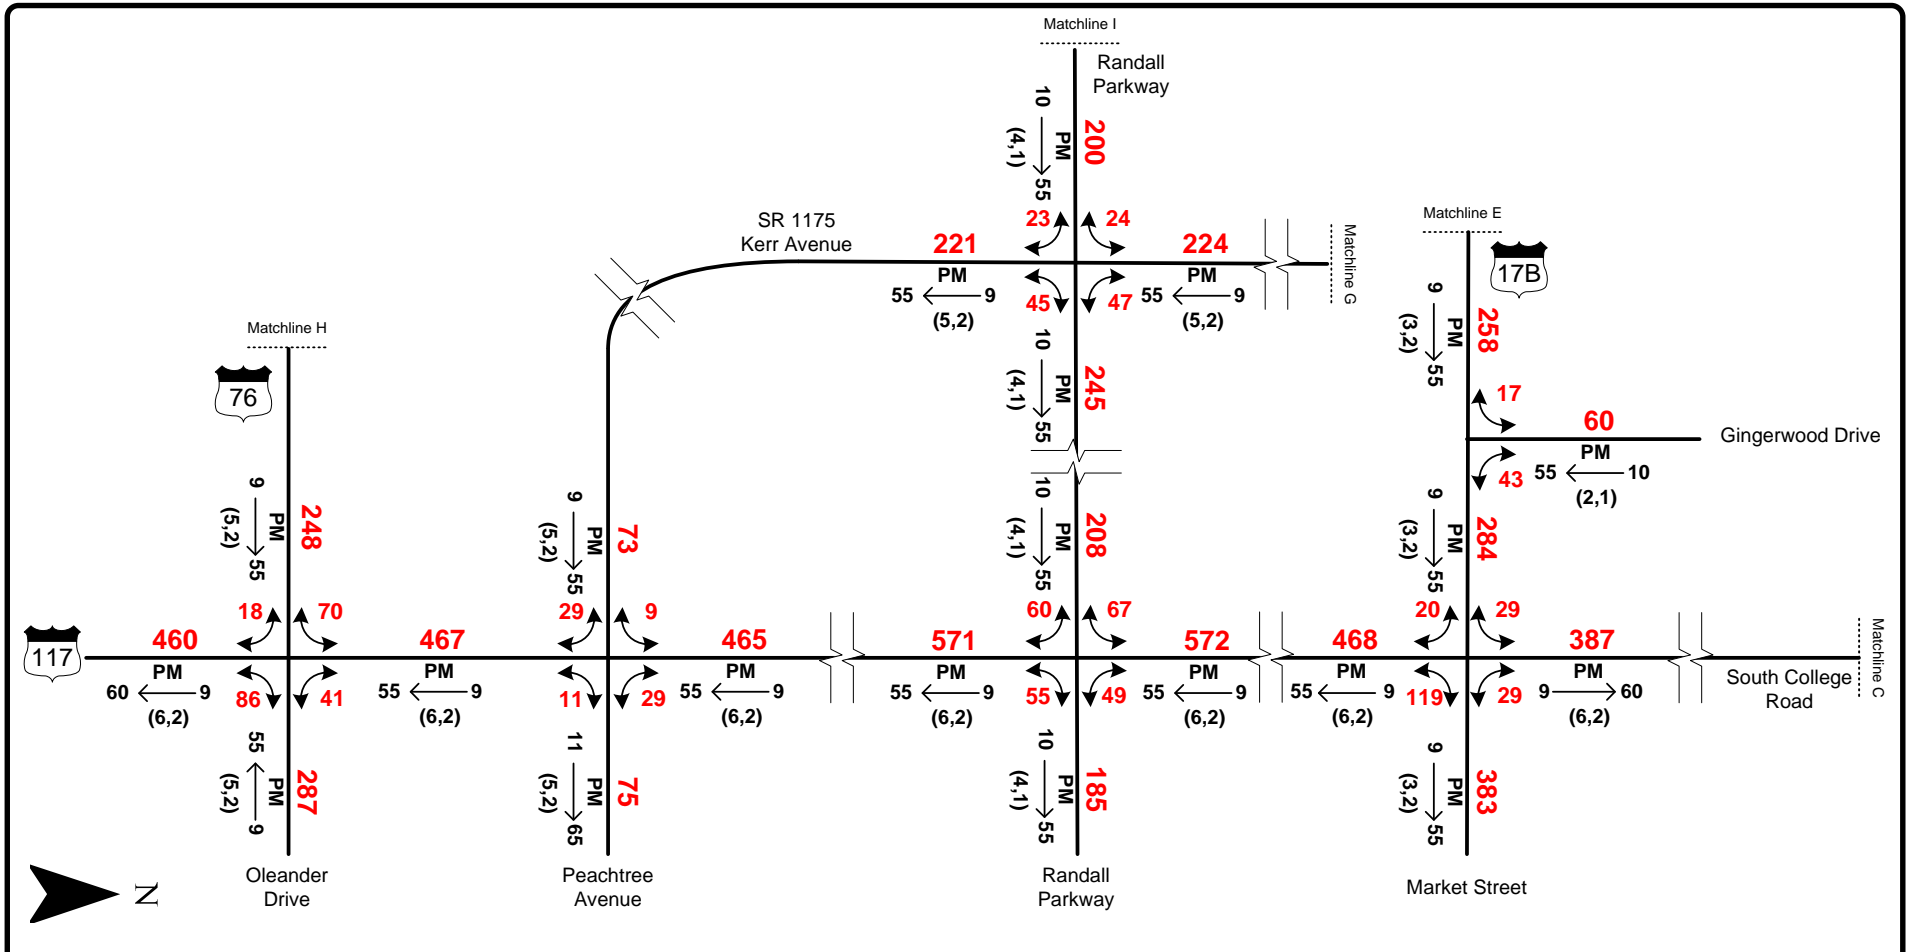 Matchline I
Randall
Parkway
10
PM
(4,1)
55
200
23
24
SR 1175
Kerr Avenue
221
PM
55
9
(5,2)
224
PM
55
9
(5,2)
Matchline G
45
47
10
PM
(4,1)
55
245
Matchline E
17B
9
PM
(3,2)
55
258
17
60
PM
55
10
(2,1)
Gingerwood Drive
43
Matchline H
76
9
PM
(5,2)
55
248
9
PM
(5,2)
55
73
10
PM
(4,1)
55
208
9
PM
(3,2)
55
284
18
70
29
9
60
67
20
29
117
460
PM
60
9
(6,2)
467
PM
55
9
(6,2)
465
PM
55
9
(6,2)
571
PM
55
9
(6,2)
572
PM
55
9
(6,2)
468
PM
55
9
(6,2)
387
PM
9
60
(6,2)
South College
Road
Matchline C
86
41
11
29
55
49
119
29
55
PM
(5,2)
9
287
11
PM
(5,2)
65
75
10
PM
(4,1)
55
185
9
PM
(3,2)
55
383
N
Oleander
Drive
Peachtree
Avenue
Randall
Parkway
Market Street